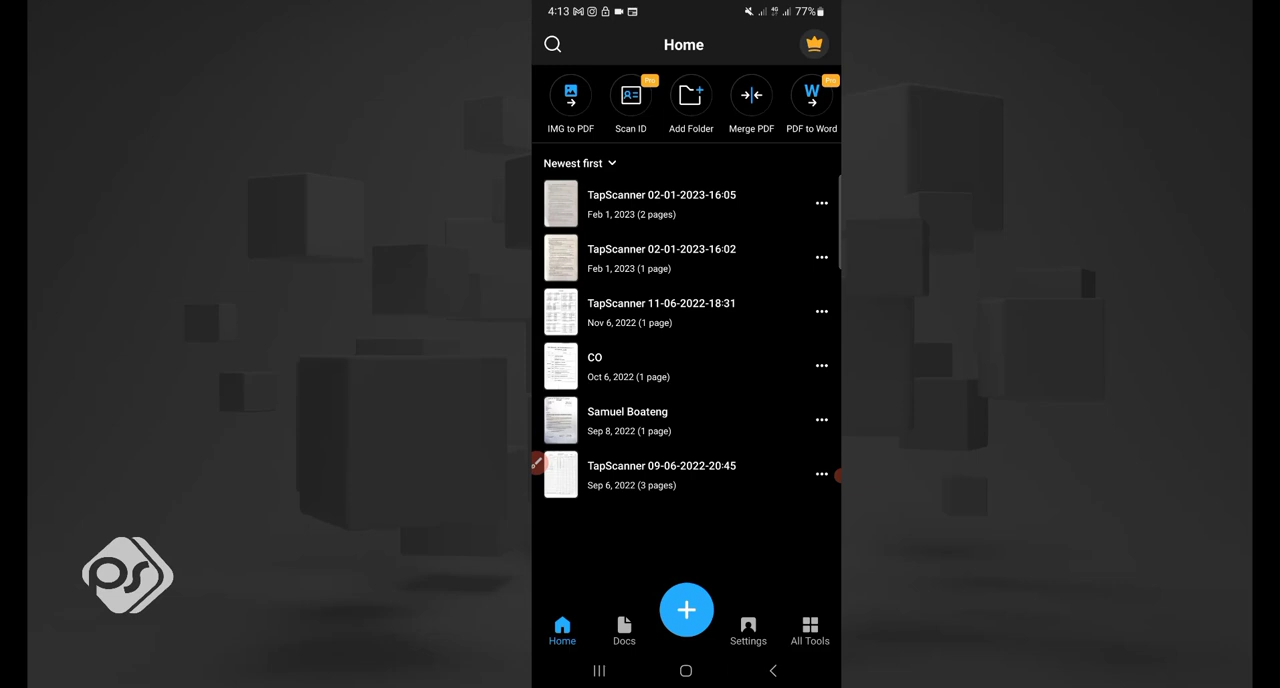 4:13
4G
77%
Home
Pro
Pro
W
IMG to PDF
Scan ID
Add Folder
Merge PDF
PDF to Word
Newest first
TapScanner 02-01-2023-16:05
Feb 1, 2023 (2 pages)
TapScanner 02-01-2023-16:02
Feb 1, 2023 (1 page)
TapScanner 11-06-2022-18:31
Nov 6, 2022 (1 page)
CO
Oct 6, 2022 (1 page)
Samuel Boateng
Sep 8, 2022 (1 page)
TapScanner 09-06-2022-20:45
Sep 6, 2022 (3 pages)
ps
Home
Docs
Settings
All Tools